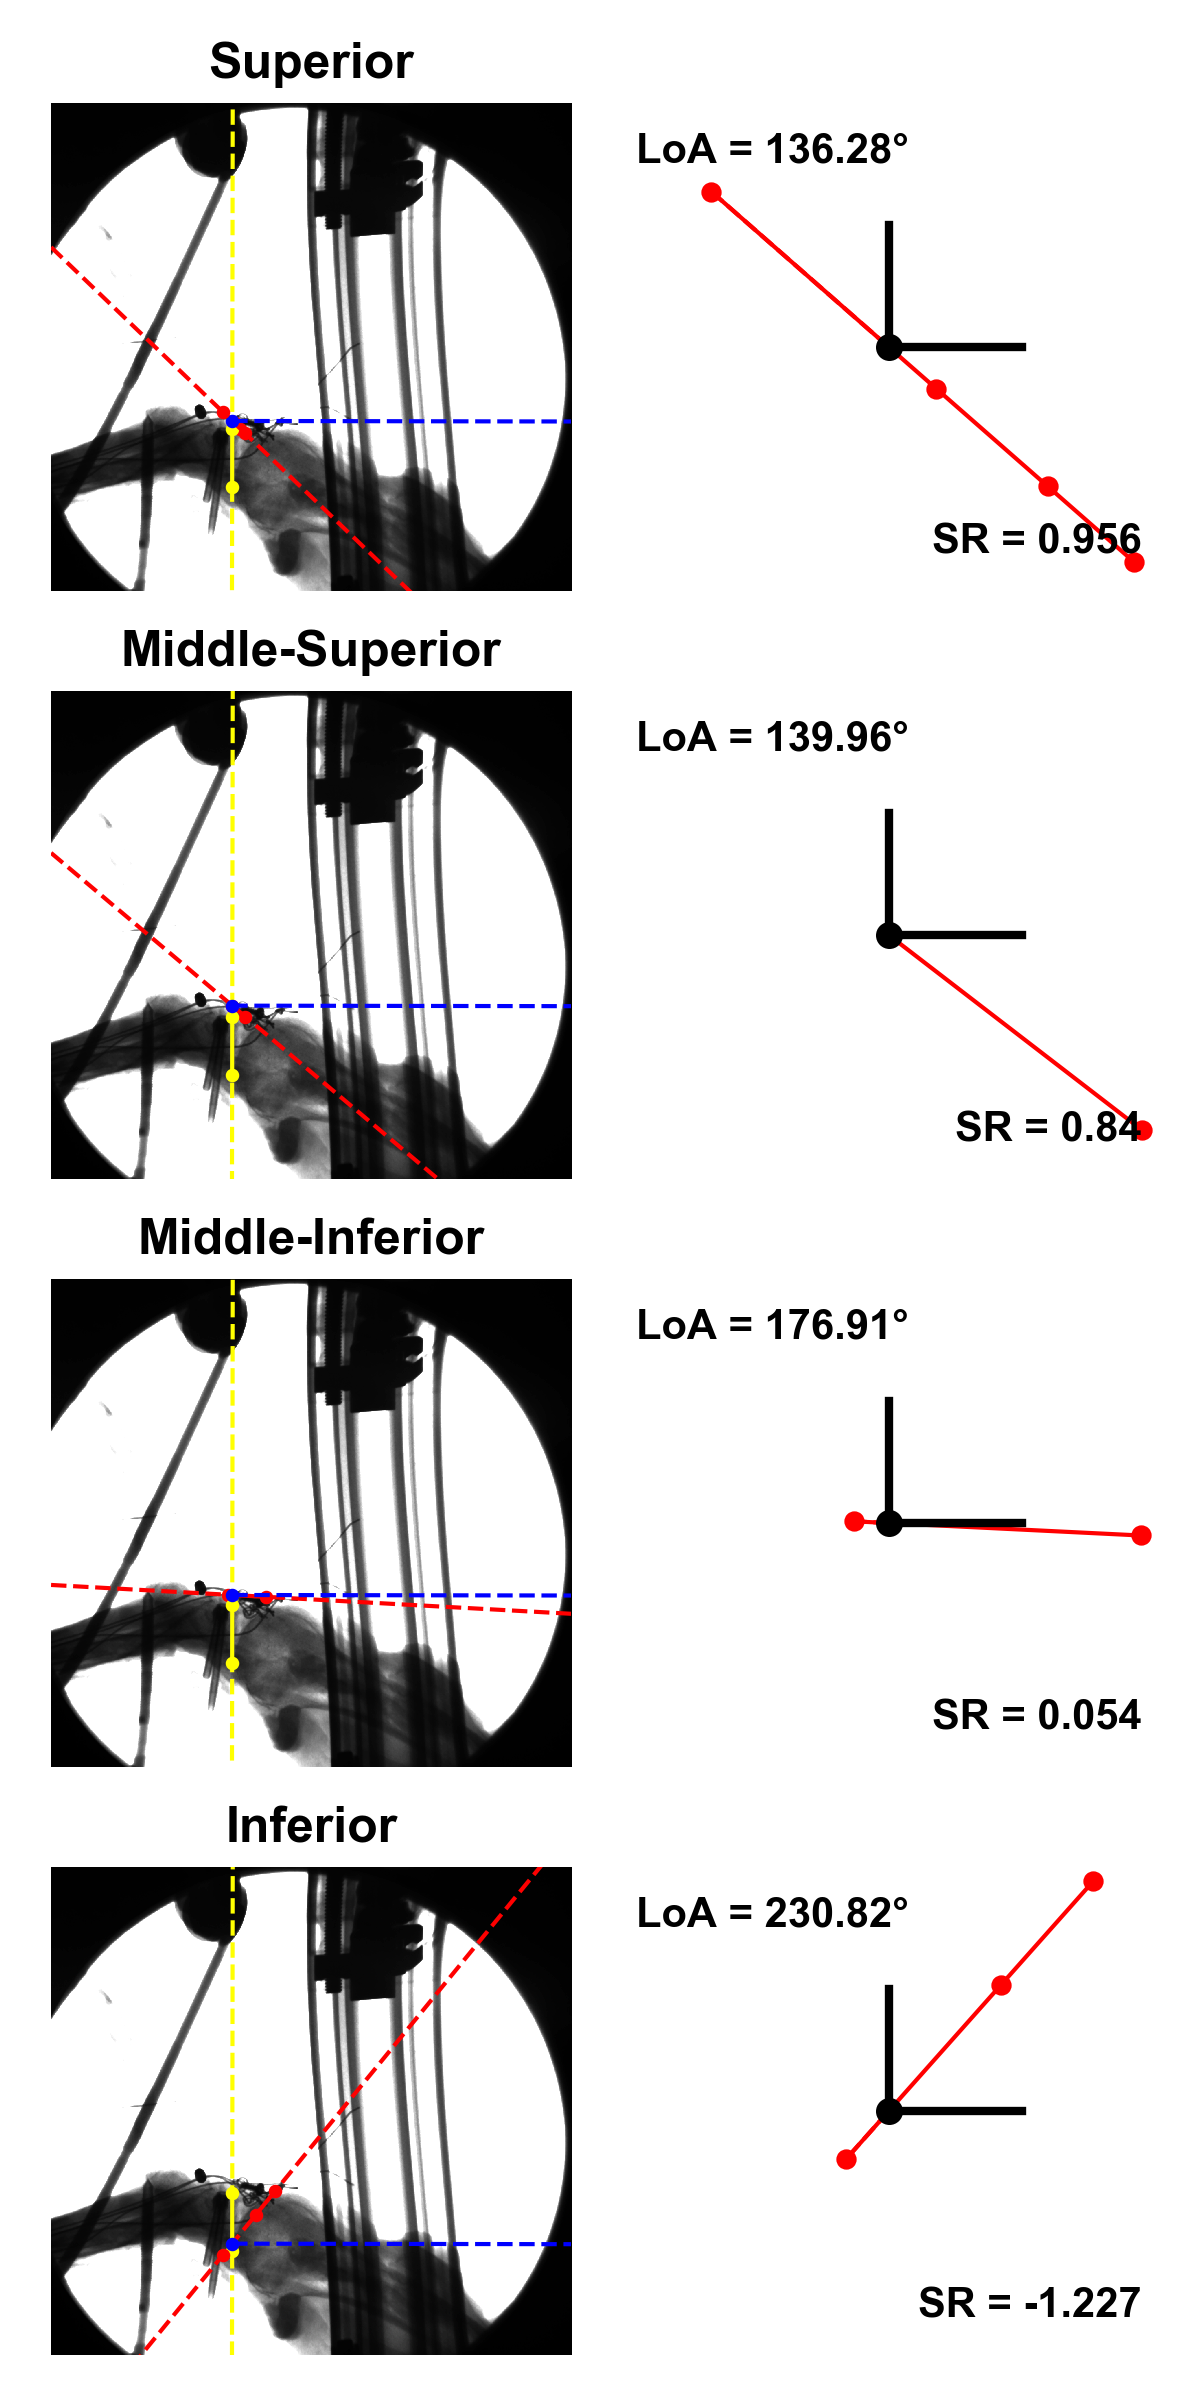 Superior
LoA = 136.28°
SR = 0.956
Middle-Superior
LoA = 139.96°
SR = 0.84
Middle-Inferior
LoA = 176.91°
SR = 0.054
Inferior
LoA = 230.82°
SR = -1.227